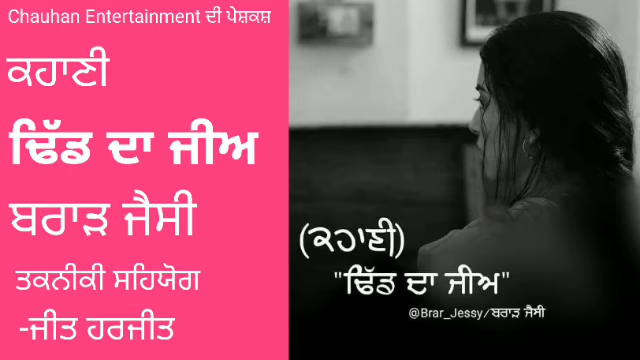 Chauhan Entertainment ਦੀ ਪੇਸ਼ਕਸ਼
ਕਹਾਣੀ
ਢਿੱਡ ਦਾ ਜੀਅ
ਬਰਾੜ ਜੈਸੀ
ਤਕਨੀਕੀ ਸਹਿਯੋਗ
-ਜੀਤ ਹਰਜੀਤ
(ਕਹਾਣੀ)
"ਢਿੱਡ ਦਾ ਜੀਅ"
@Brar_Jessy/ਬਰਾੜ ਜੈਸੀ